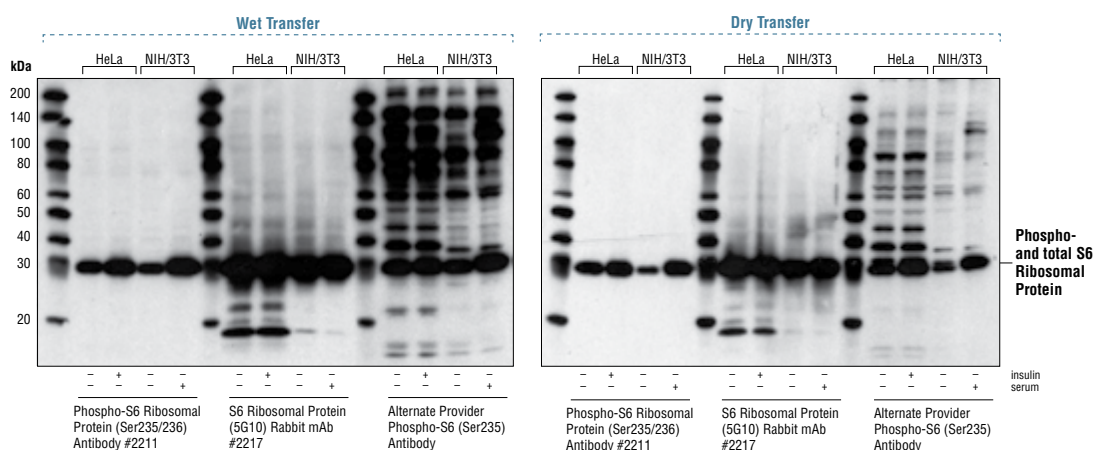 Wet Transfer
Dry Transfer
HeLa NIH/3T3 HeLa NIH/3T3 HeLa NIH/3T3
HeLa NIH/3T3 HeLa NIH/3T3 HeLa NIH/3T3
kDa
200
140
100
80
60
50
40
30
20
Phospho-
and total S6
Ribosomal
Protein
– + – – – + – – – + – –
– – – + – – – + – – – +
– + – – – + – – – + – – insulin
– – – + – – – + – – – + serum
Phospho-S6 Ribosomal
Protein (Ser235/236)
Antibody #2211
S6 Ribosomal Protein
(5G10) Rabbit mAb
#2217
Alternate Provider
Phospho-S6 (Ser235)
Antibody
Phospho-S6 Ribosomal
Protein (Ser235/236)
Antibody #2211
S6 Ribosomal Protein
(5G10) Rabbit mAb
#2217
Alternate Provider
Phospho-S6 (Ser235)
Antibody